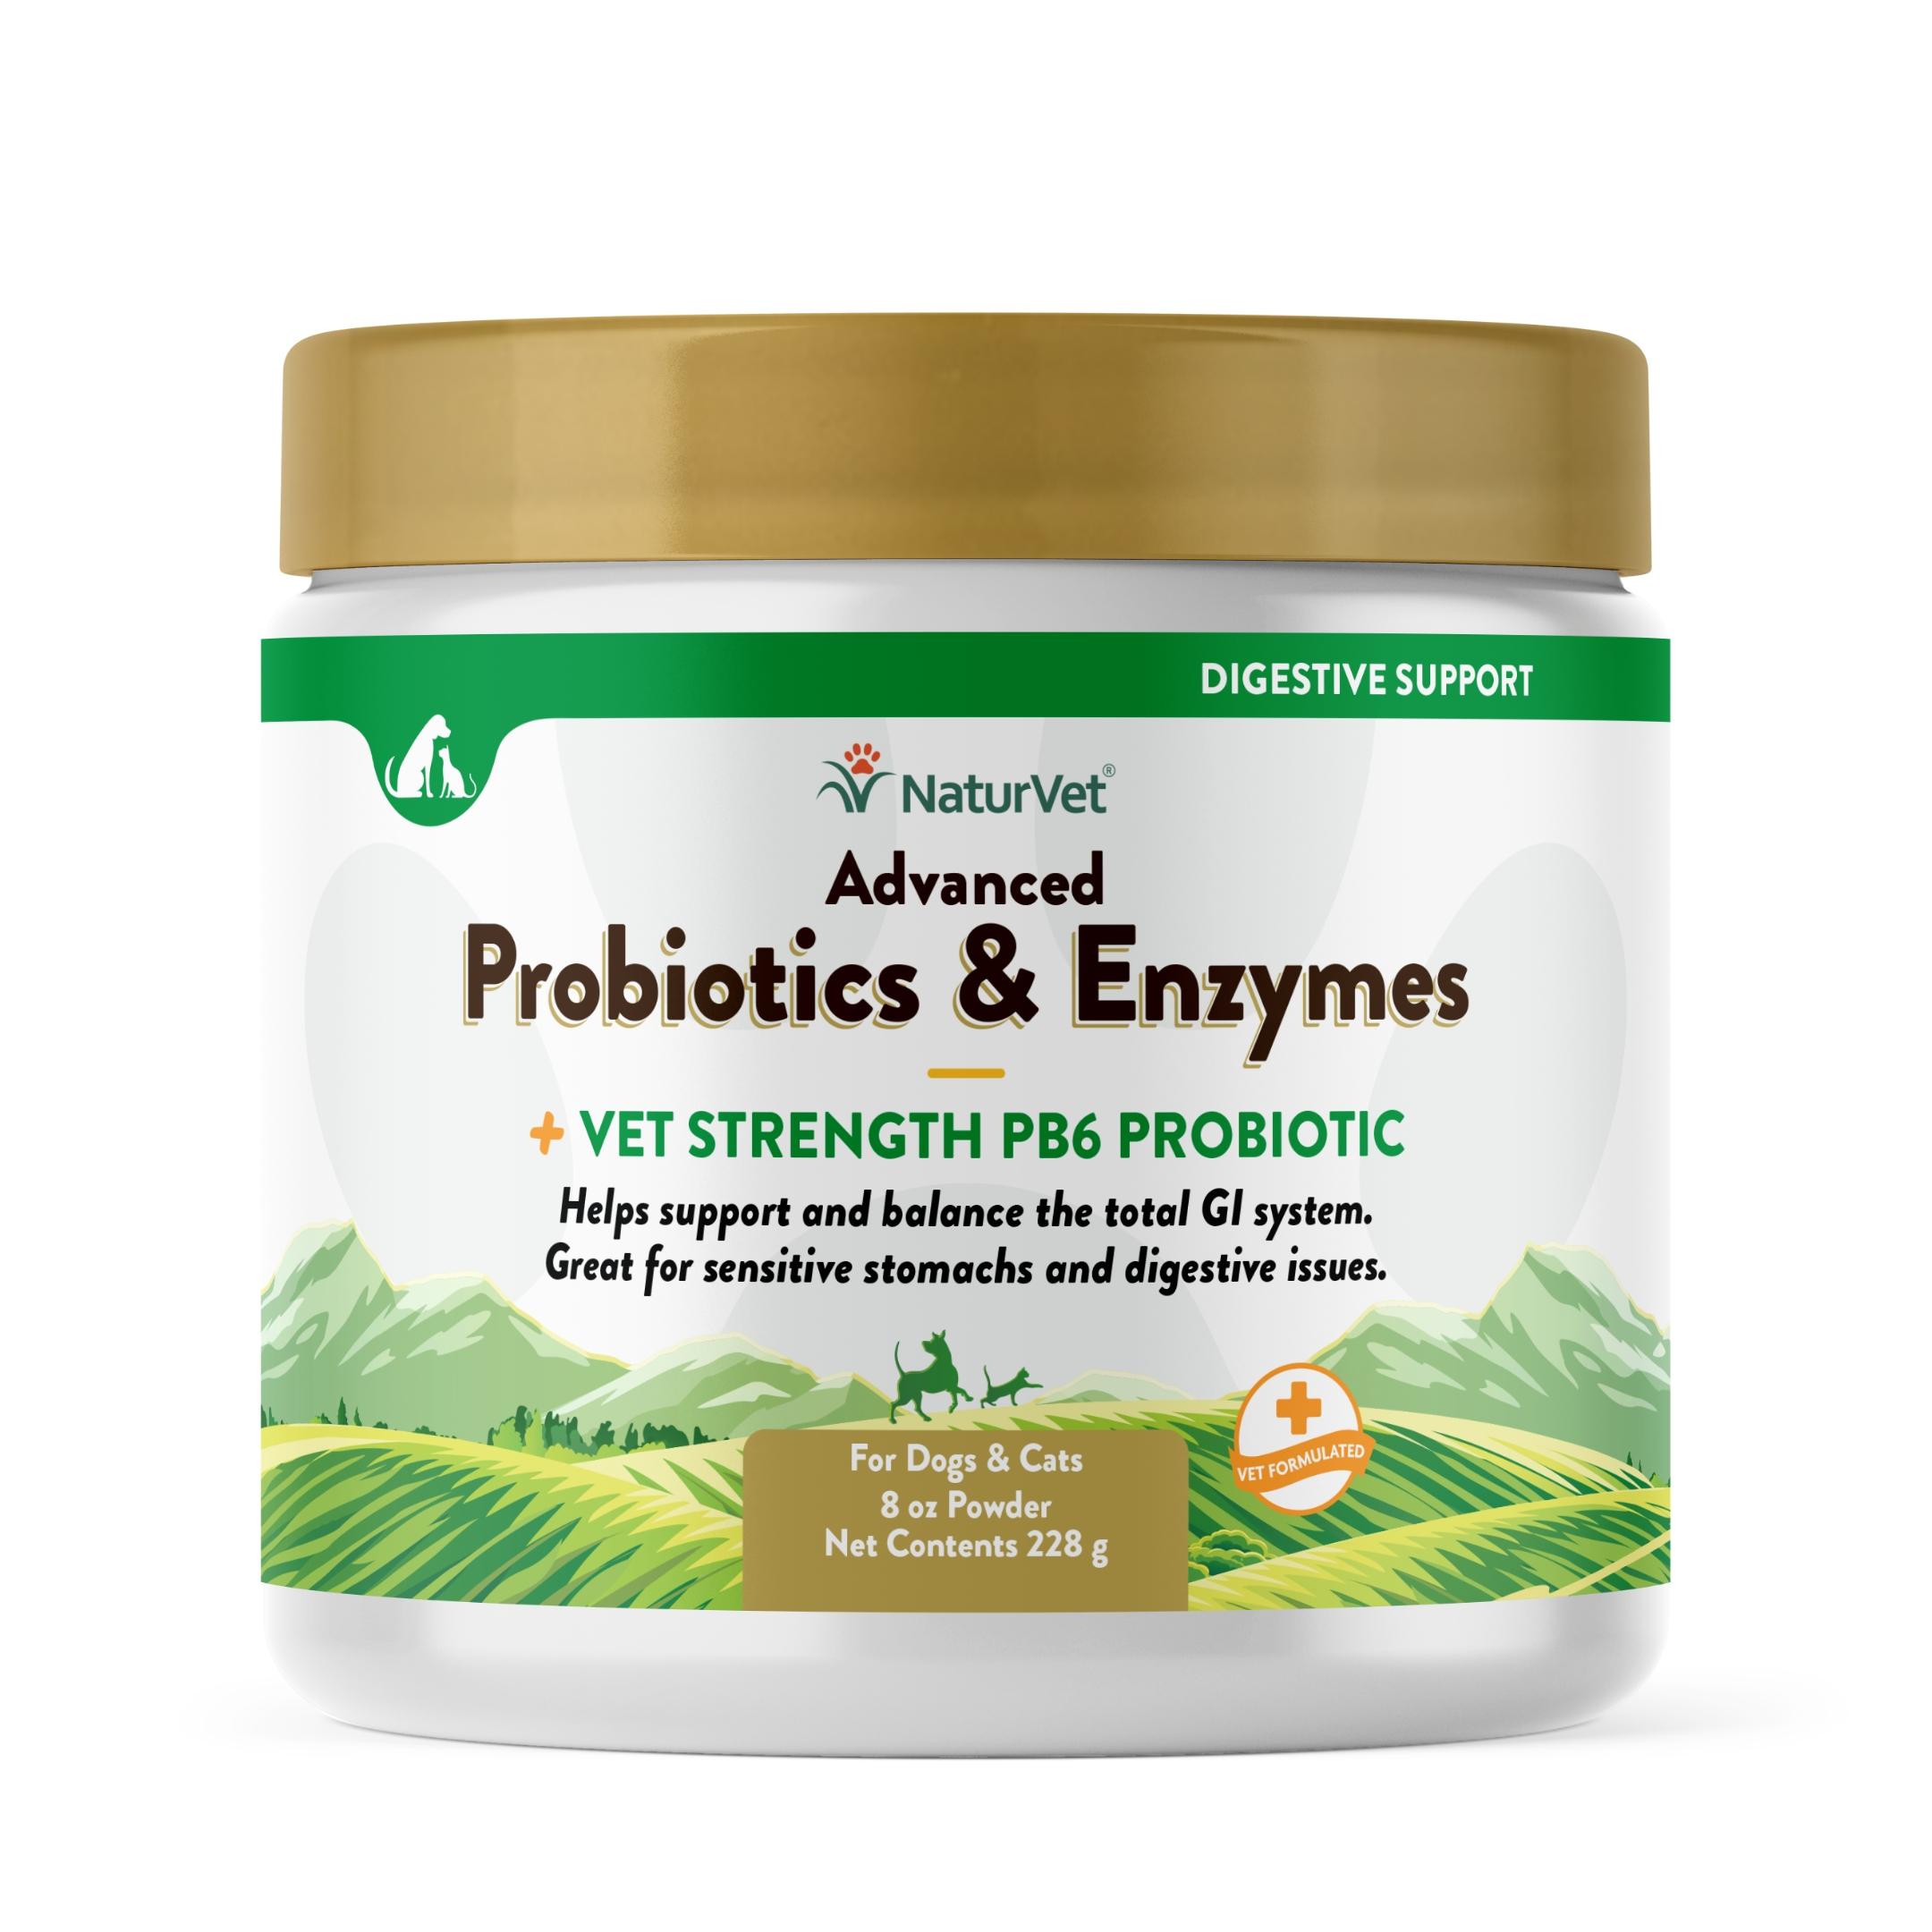 DIGESTIVE SUPPORT
NaturVet®
Advanced
Probiotics & Enzymes
+ VET STRENGTH PB6 PROBIOTIC
Helps support and balance the total GI system.
Great for sensitive stomachs and digestive issues.
VET FORMULATED
For Dogs & Cats
8 oz Powder
Net Contents 228 g